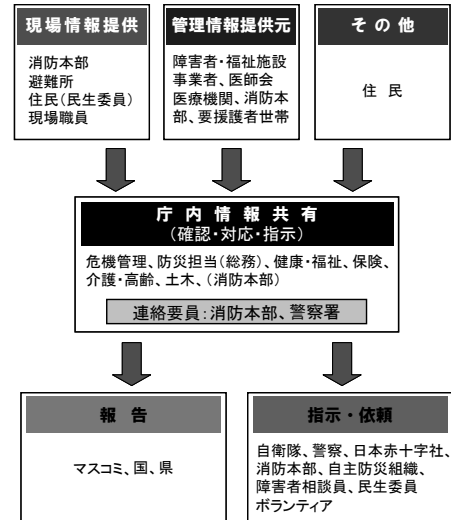 現場情報提供
消防本部
避難所
住民(民生委員)
現場職員
管理情報提供元
障害者・福祉施設
事業者、医師会
医療機関、消防本
部、要援護者世帯
その他
住 民
庁内情報共有
(確認・対応・指示)
危機管理、防災担当(総務)、健康・福祉、保険、
介護・高齢、土木、(消防本部)
連絡要員:消防本部、警察署
報 告
マスコミ、国、県
指示・依頼
自衛隊、警察、日本赤十字社、
消防本部、自主防災組織、
障害者相談員、民生委員
ボランティア